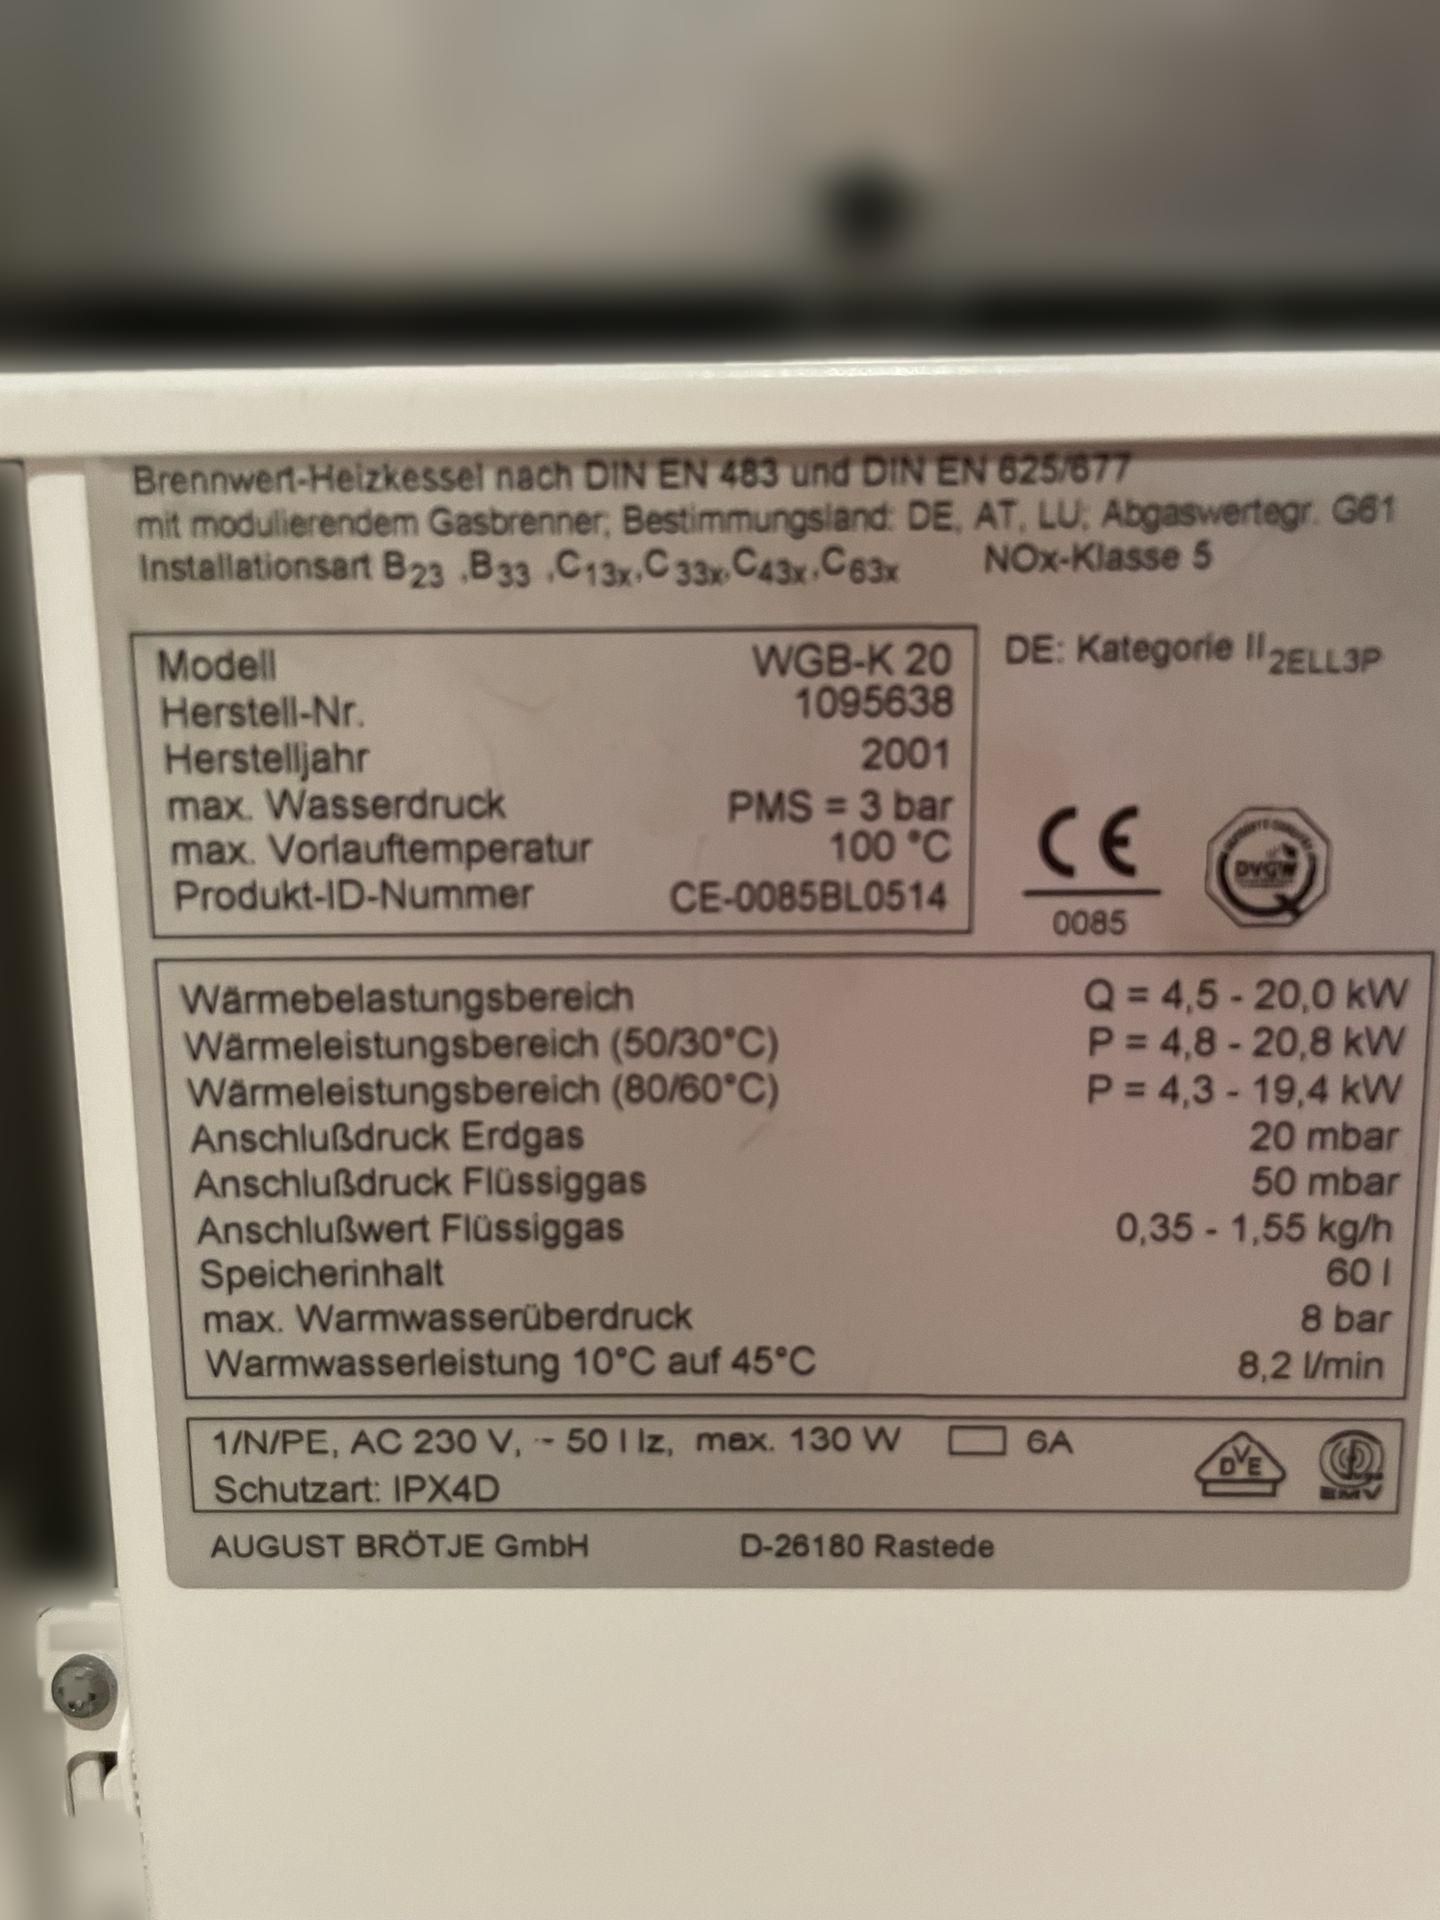 Brennwert-Heizkessel nach DIN EN 483 und DIN EN 625/677
mit modulierendem Gasbrenner; Bestimmungsland: DE, AT, LU; Abgaswertegr. G61
Installationsart B23 ,B33 ,C13x,C33x,C43x,C63x NOx-Klasse 5
Modell WGB-K 20
Herstell-Nr. 1095638
Herstelljahr 2001
max. Wasserdruck PMS = 3 bar
max. Vorlauftemperatur 100 °C
Produkt-ID-Nummer CE-0085BL0514
DE: Kategorie II2ELL3P
CE
0085
DVGW
Wärmebelastungsbereich Q = 4,5 - 20,0 kW
Wärmeleistungsbereich (50/30°C) P = 4,8 - 20,8 kW
Wärmeleistungsbereich (80/60°C) P = 4,3 - 19,4 kW
Anschlußdruck Erdgas 20 mbar
Anschlußdruck Flüssiggas 50 mbar
Anschlußwert Flüssiggas 0,35 - 1,55 kg/h
Speicherinhalt 60 l
max. Warmwasserüberdruck 8 bar
Warmwasserleistung 10°C auf 45°C 8,2 l/min
1/N/PE, AC 230 V, ~ 50 Hz, max. 130 W 6A
Schutzart: IPX4D
DVE
EMV
AUGUST BRÖTJE GmbH D-26180 Rastede